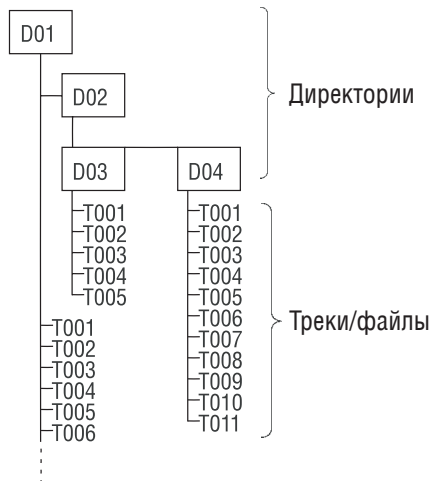 D01
D02
Директории
D03 D04
T001 T001
T002 T002
T003 T003
T004 T004
T005 T005
T006
T001 Треки/файлы
T007
T002 T008
T003 T009
T004 T010
T005 T011
T006